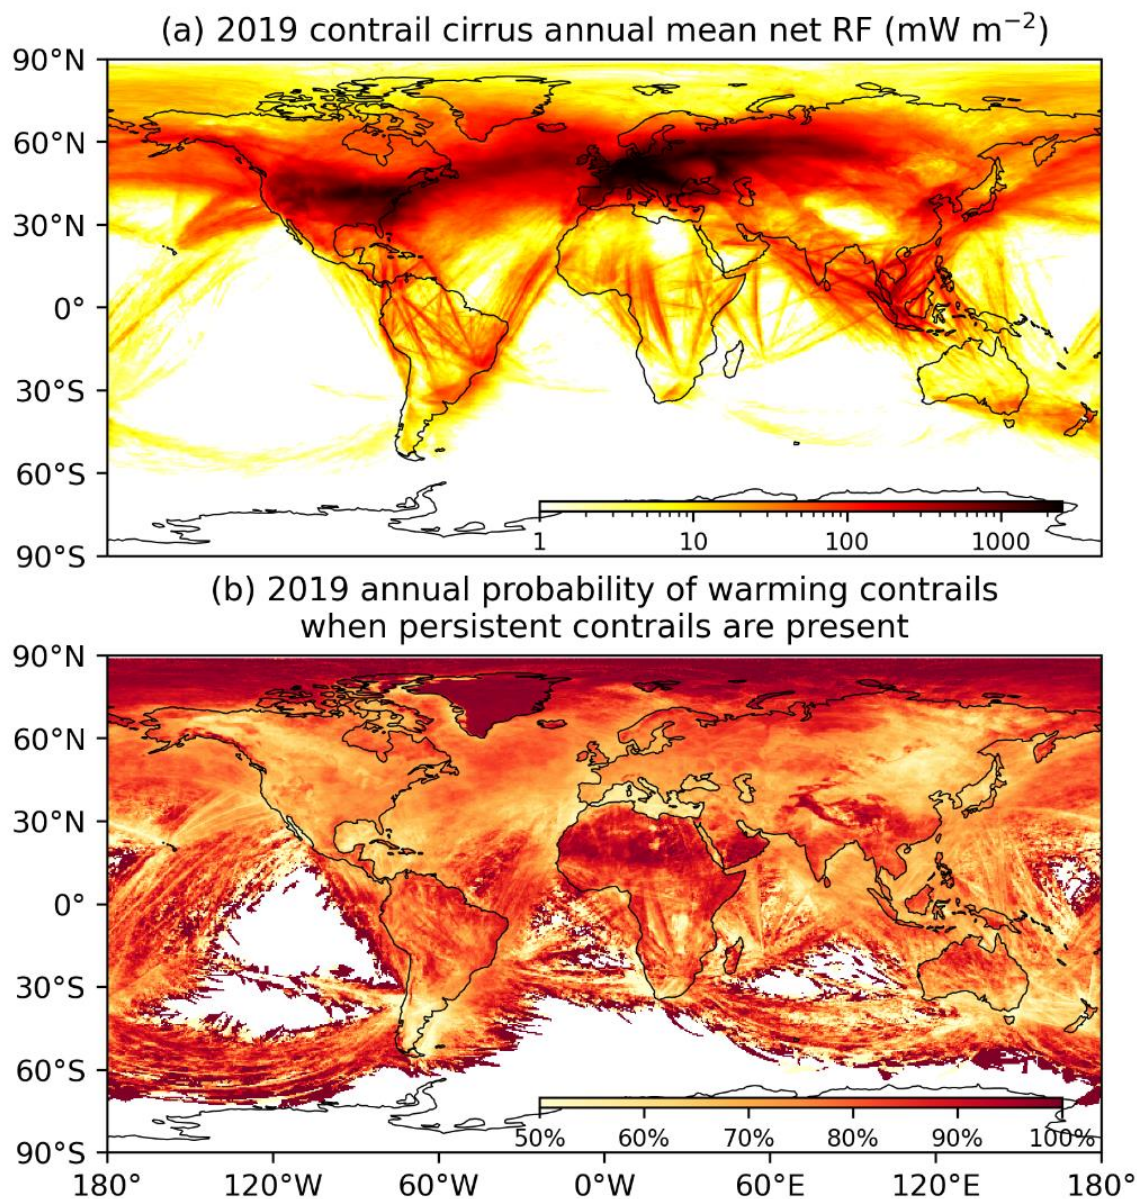 (a) 2019 contrail cirrus annual mean net RF (mW m⁻²)
90°N
60°N
30°N
0°
30°S
60°S
90°S
1 10 100 1000
(b) 2019 annual probability of warming contrails
when persistent contrails are present
90°N
60°N
30°N
0°
30°S
60°S
90°S
50% 60% 70% 80% 90% 100%
180° 120°W 60°W 0°W 60°E 120°E 180°